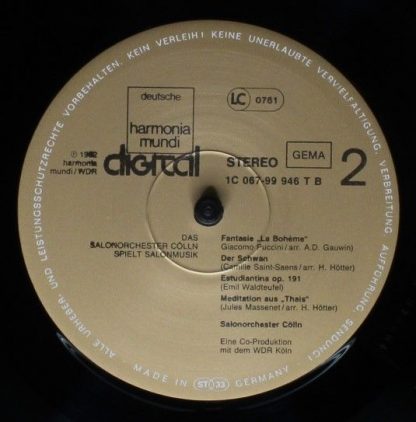 ALLE URHEBER- UND LEISTUNGSSCHUTZRECHTE VORBEHALTEN. KEIN VERLEIH! KEINE UNERLAUBTE VERVIELFÄLTIGUNG, VERBREITUNG, AUFFÜHRUNG, SENDUNG!
deutsche
harmonia
mundi
LC 0761
℗ 1982
harmonia
mundi/WDR
digital
STEREO
GEMA
2
1C 067-99 946 T B
DAS
SALONORCHESTER CÖLLN
SPIELT SALONMUSIK
Fantasie „La Bohème"
Giacomo Puccini/arr. A.D. Gauwin)
Der Schwan
(Camille Saint-Saens/arr. H. Hötter)
Estudiantina op. 191
(Emil Waldteufel)
Meditation aus „Thais"
(Jules Massenet/arr. H. Hötter)
Salonorchester Cölln
Eine Co-Produktion
mit dem WDR Köln
MADE IN ST 33 GERMANY